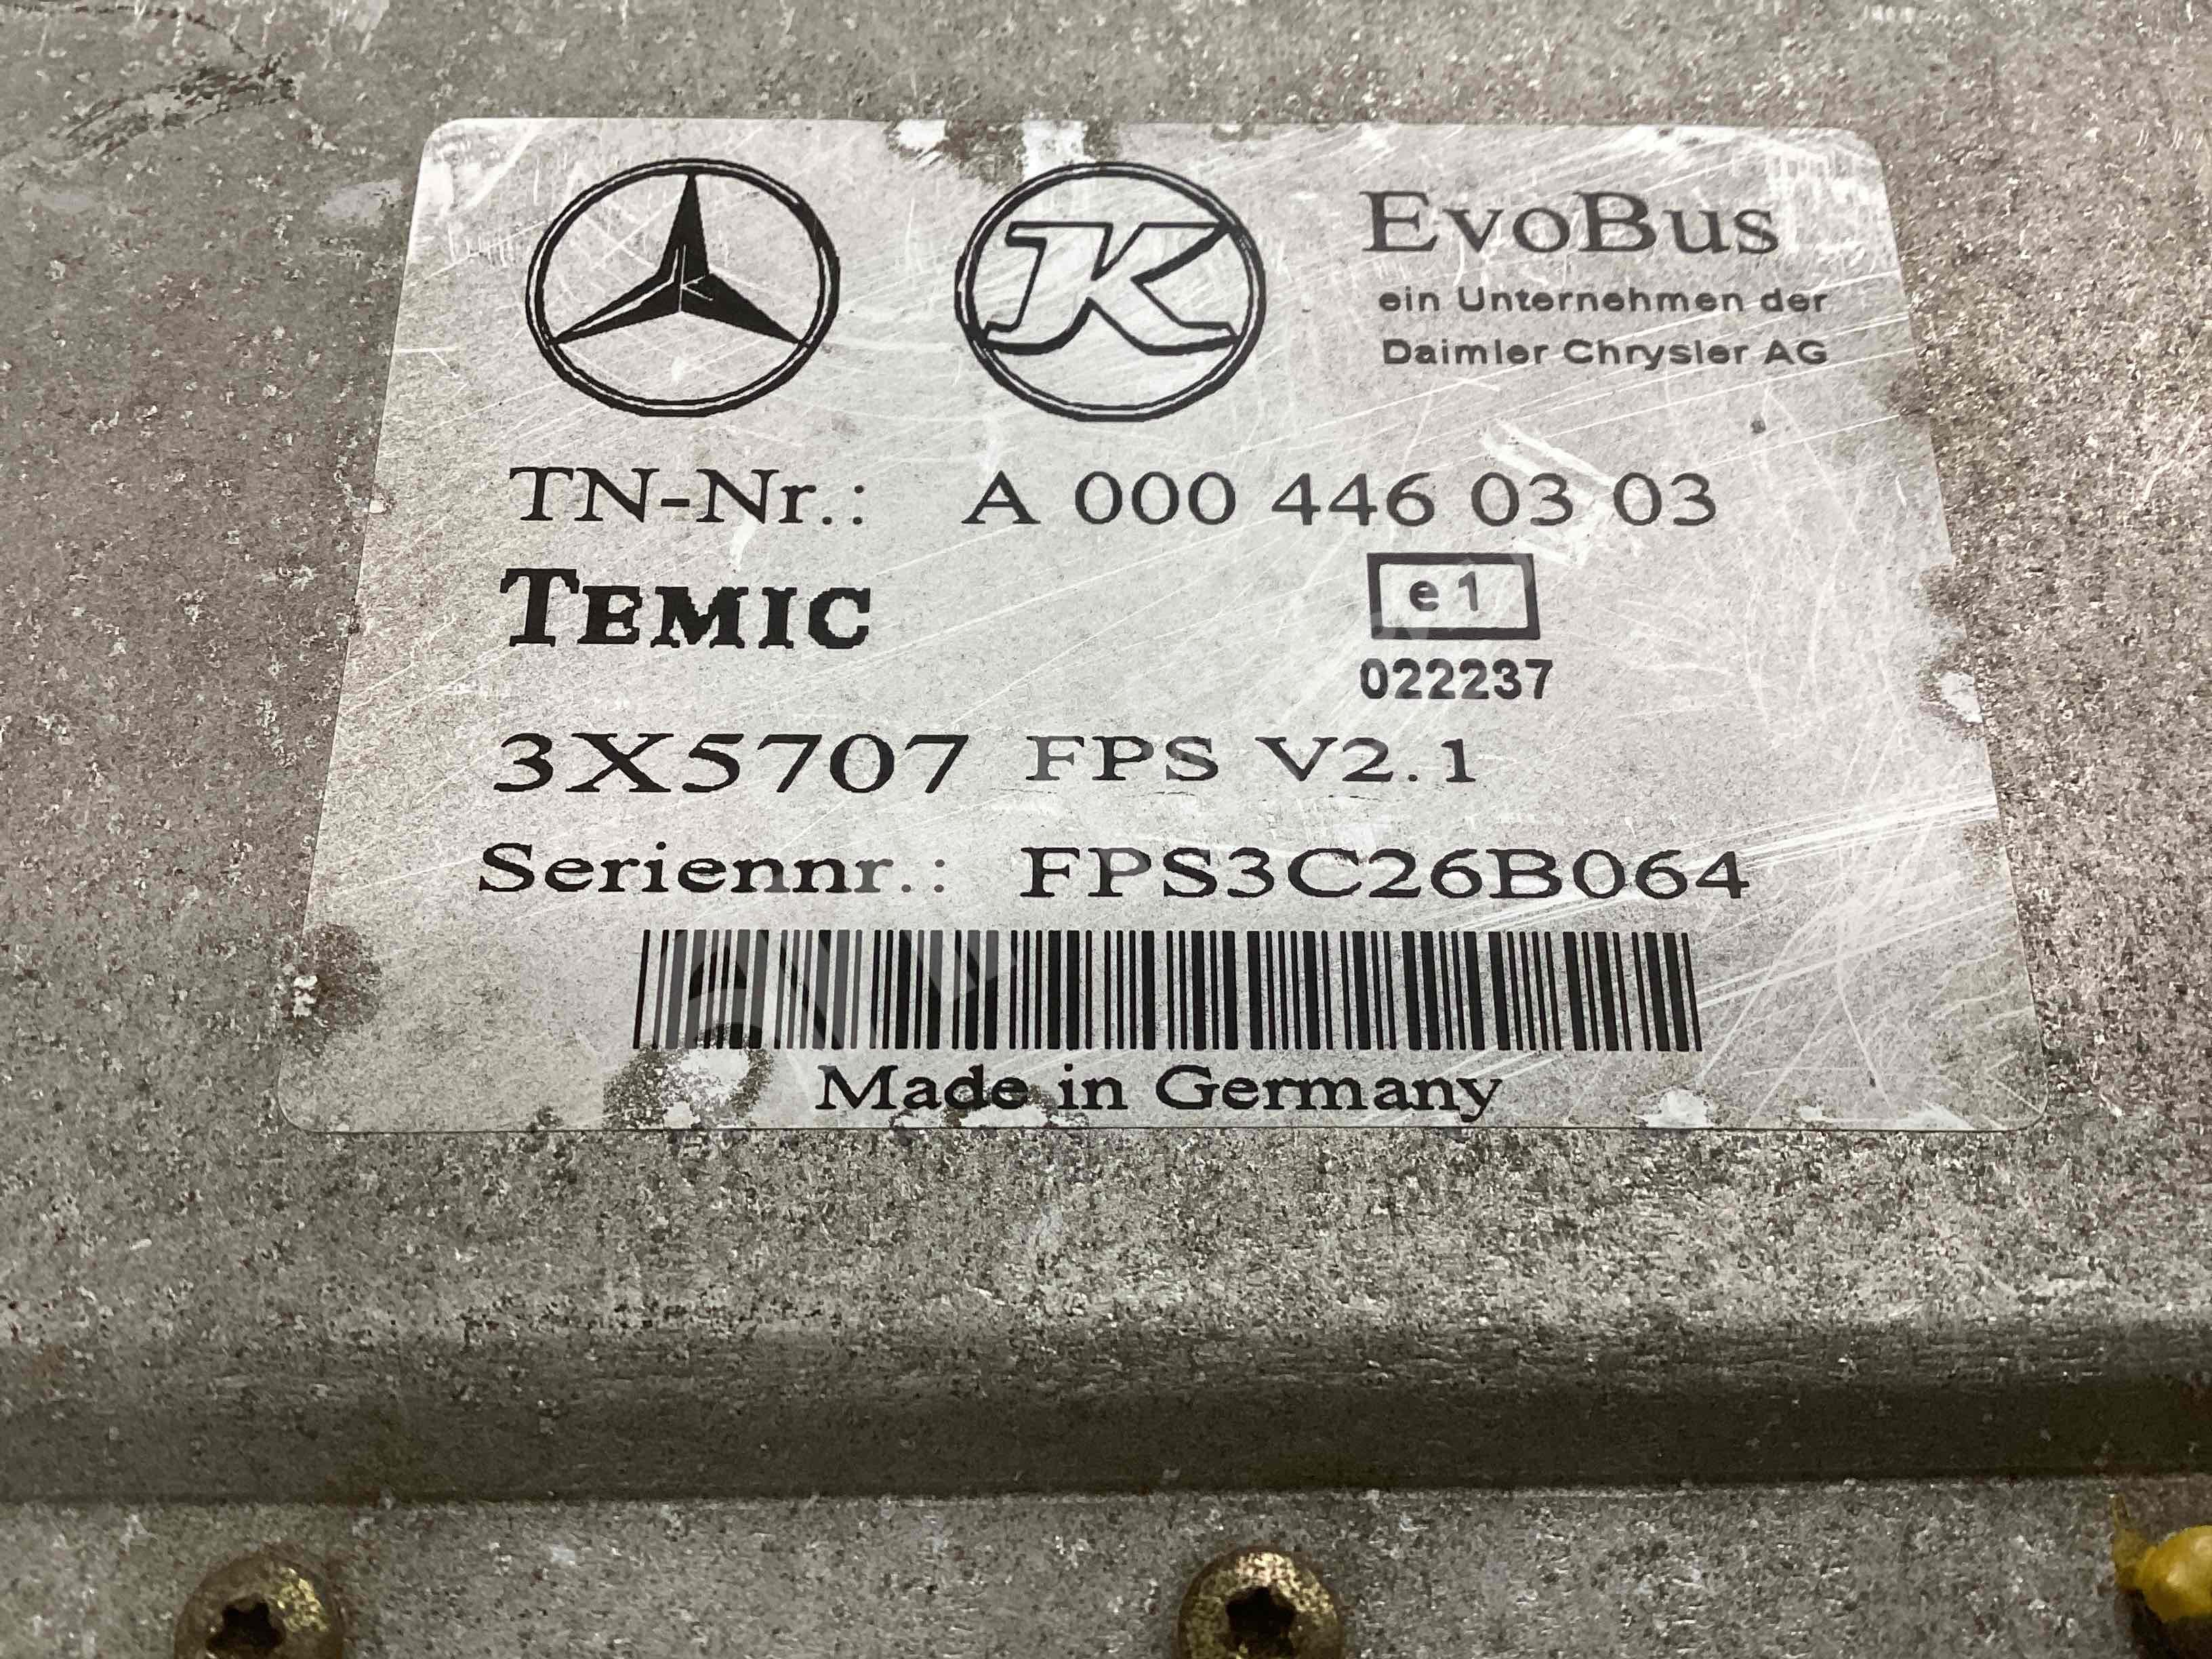 K EvoBus
ein Unternehmen der
Daimler Chrysler AG
TN-Nr.: A 000 446 03 03
TEMIC e1
022237
3X5707 FPS V2.1
Seriennr.: FPS3C26B064
Made in Germany